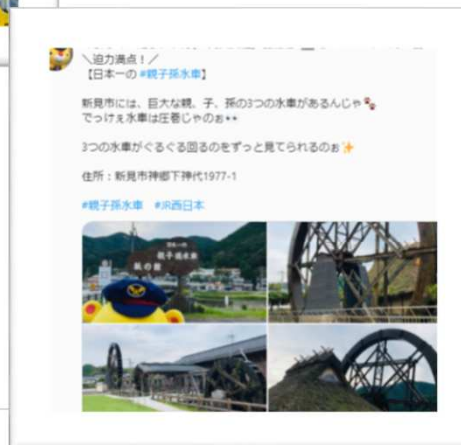 ＼迫力満点！／
【日本一の #親子孫水車】
新見市には、巨大な親、子、孫の3つの水車があるんじゃ🐾
でっけぇ水車は圧巻じゃのぉ👀
3つの水車がぐるぐる回るのをずっと見てられるのぉ✨
住所：新見市神郷下神代1977-1
#親子孫水車 #JR西日本
日本一の
親子孫水車